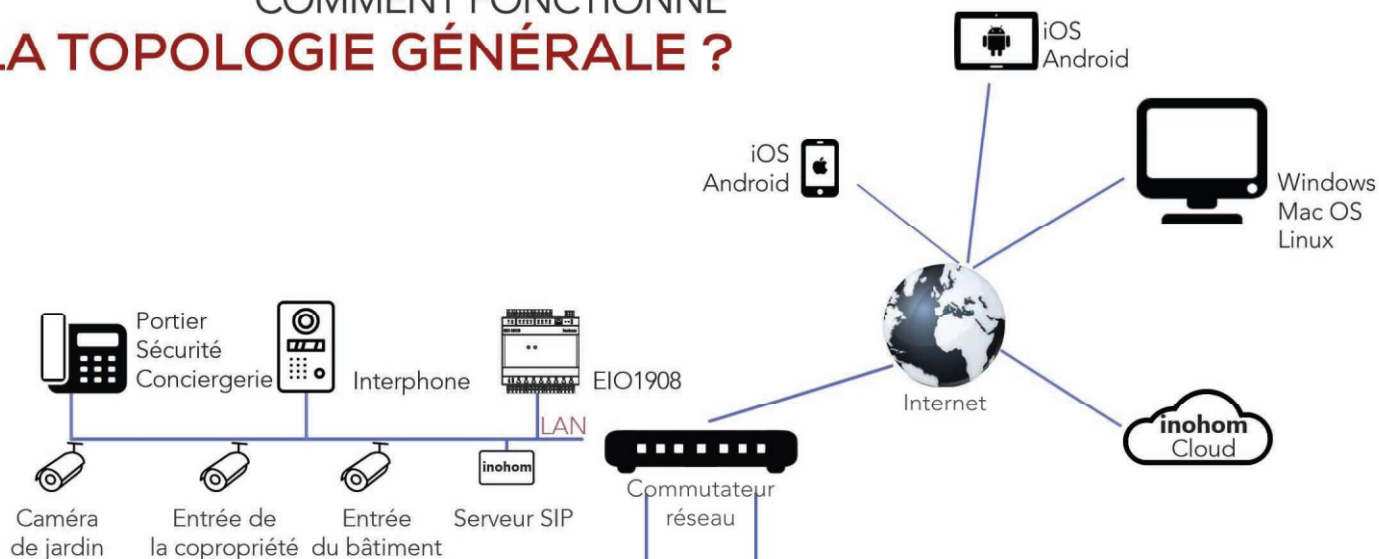 COMMENT FONCTIONNE
LA TOPOLOGIE GÉNÉRALE ?
iOS
Android
iOS
Android
Windows
Mac OS
Linux
Portier
Sécurité
Conciergerie
Interphone
EIO1908
LAN
Internet
inohom
Cloud
inohom
Commutateur
réseau
Caméra
de jardin
Entrée de
la copropriété
Entrée
du bâtiment
Serveur SIP